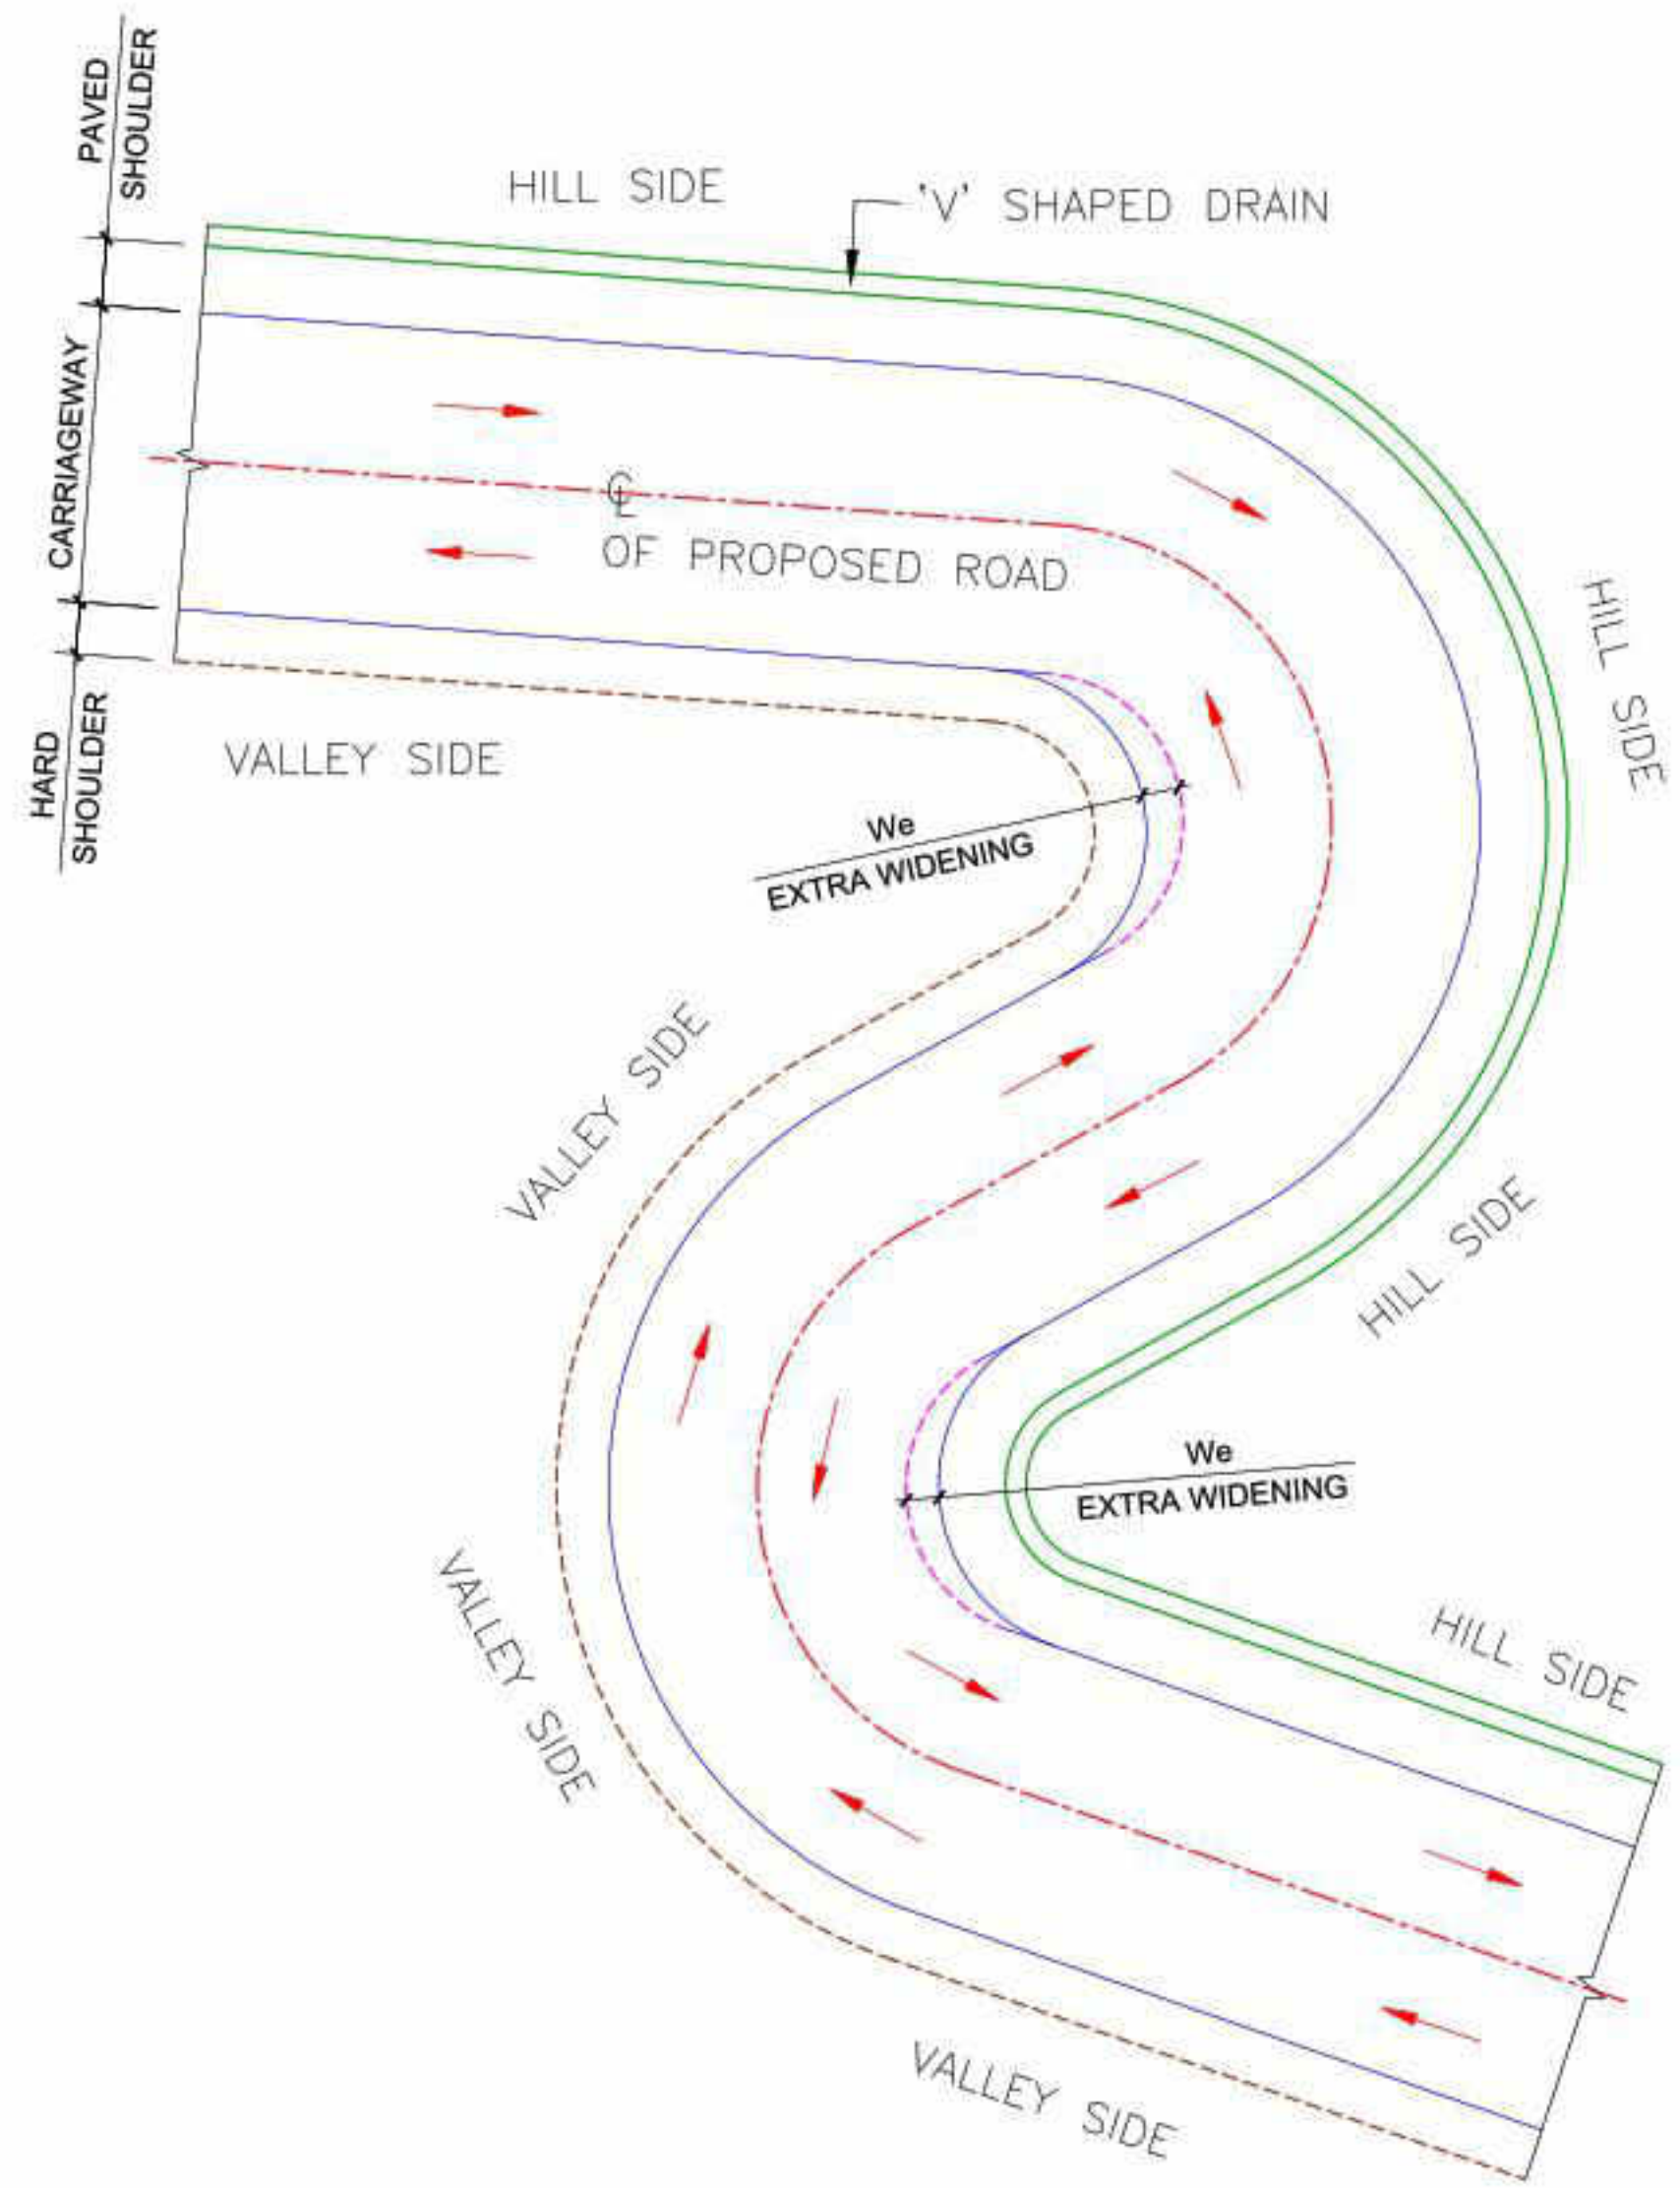 PAVED
SHOULDER
HILL SIDE
'V' SHAPED DRAIN
CARRIAGEWAY
℄
OF PROPOSED ROAD
HILL SIDE
HARD
SHOULDER
VALLEY SIDE
We
EXTRA WIDENING
VALLEY SIDE
HILL SIDE
We
EXTRA WIDENING
VALLEY SIDE
HILL SIDE
VALLEY SIDE